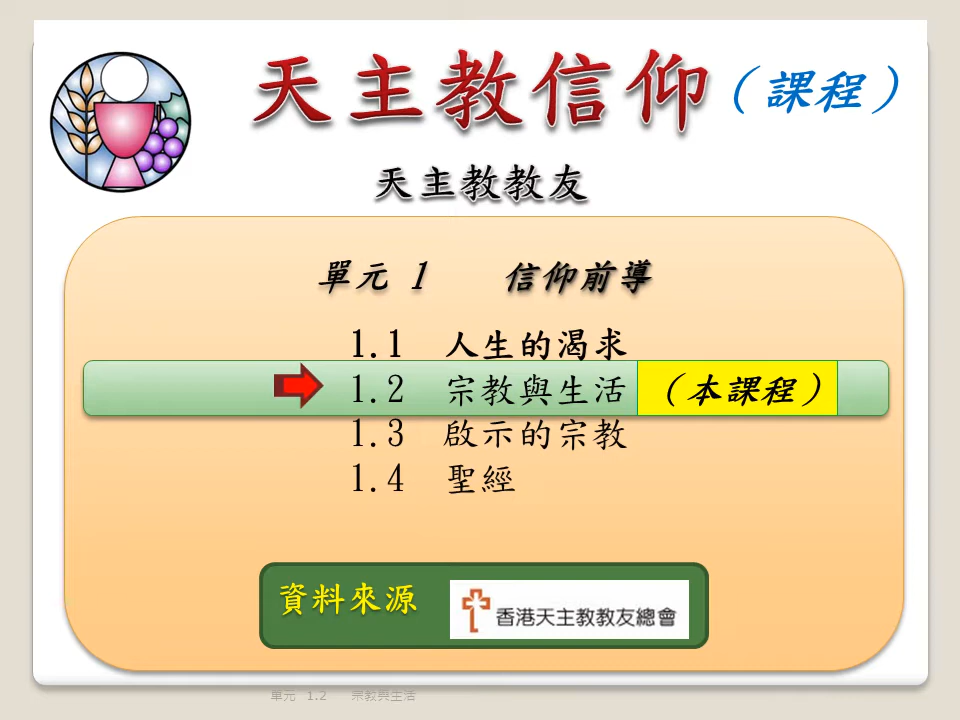 天主教信仰（課程）
天主教教友
單元 1 信仰前導
1.1 人生的渴求
1.2 宗教與生活（本課程）
1.3 啟示的宗教
1.4 聖經
資料來源 香港天主教教友總會
單元 1.2 宗教與生活